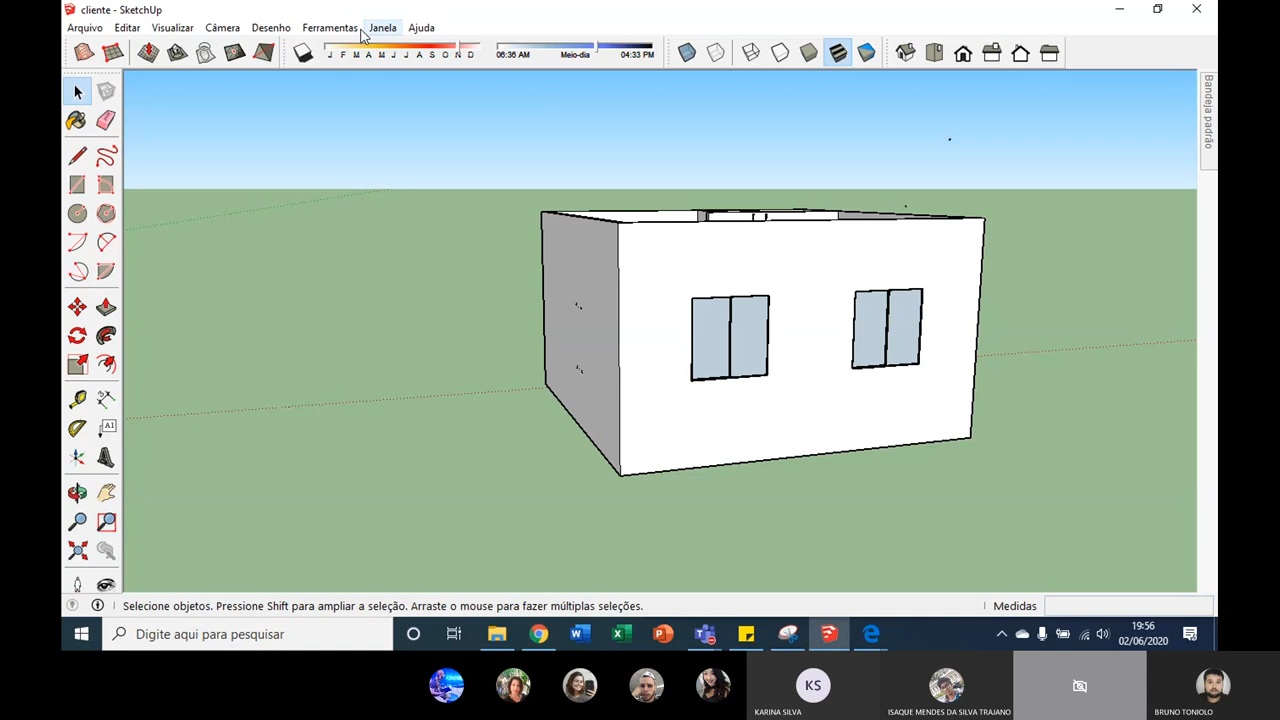 cliente - SketchUp
Arquivo Editar Visualizar Câmera Desenho Ferramentas Janela Ajuda
J F M A M J J A S O N D 06:36 AM Meio-dia 04:33 PM
Bandeja padrão
A1
Selecione objetos. Pressione Shift para ampliar a seleção. Arraste o mouse para fazer múltiplas seleções. Medidas
Digite aqui para pesquisar
19:56
02/06/2020
KS
KARINA SILVA ISAQUE MENDES DA SILVA TRAJANO BRUNO TONIOLO